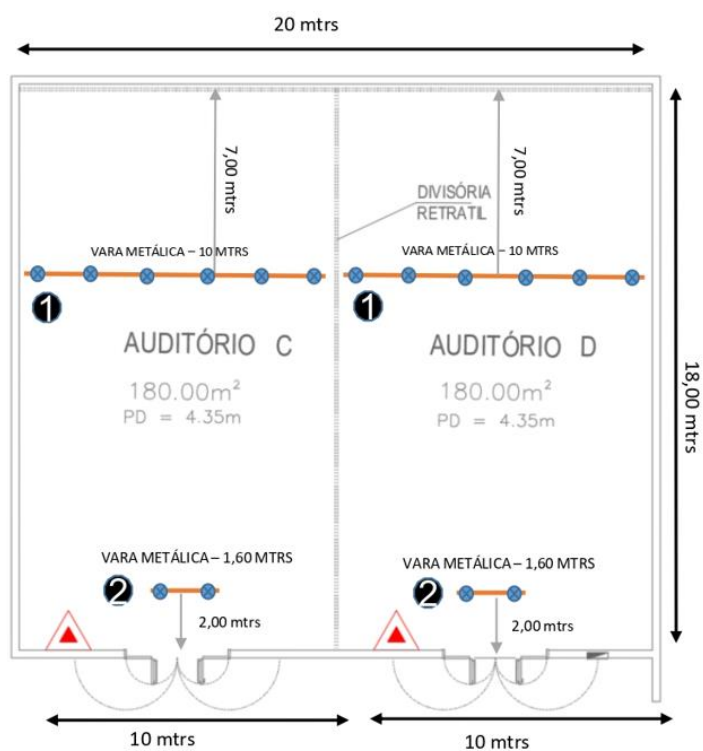 20 mtrs
7,00 mtrs
7,00 mtrs
DIVISÓRIA
RETRATIL
VARA METÁLICA – 10 MTRS
VARA METÁLICA – 10 MTRS
1
1
AUDITÓRIO C
180.00m²
PD = 4.35m
AUDITÓRIO D
180.00m²
PD = 4.35m
18,00 mtrs
VARA METÁLICA – 1,60 MTRS
VARA METÁLICA – 1,60 MTRS
2
2
2,00 mtrs
2,00 mtrs
10 mtrs
10 mtrs